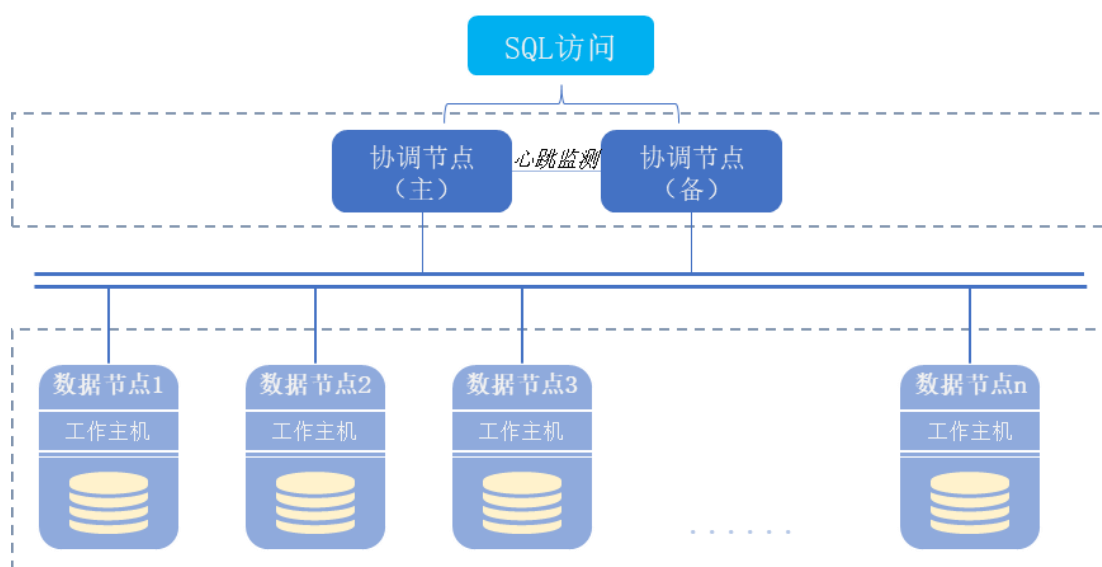 SQL访问
协调节点
（主）
心跳监测
协调节点
（备）
数据节点1
数据节点2
数据节点3
数据节点n
工作主机
工作主机
工作主机
工作主机
......